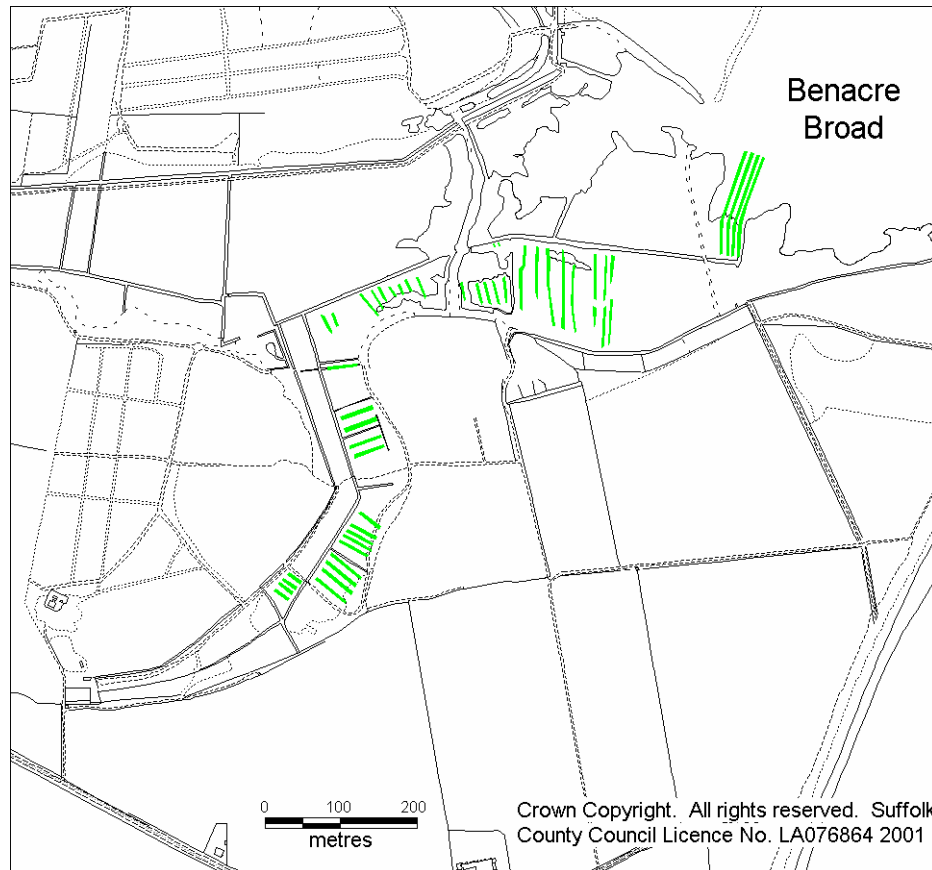 Benacre
Broad
0 100 200
metres
Crown Copyright. All rights reserved. Suffolk
County Council Licence No. LA076864 2001